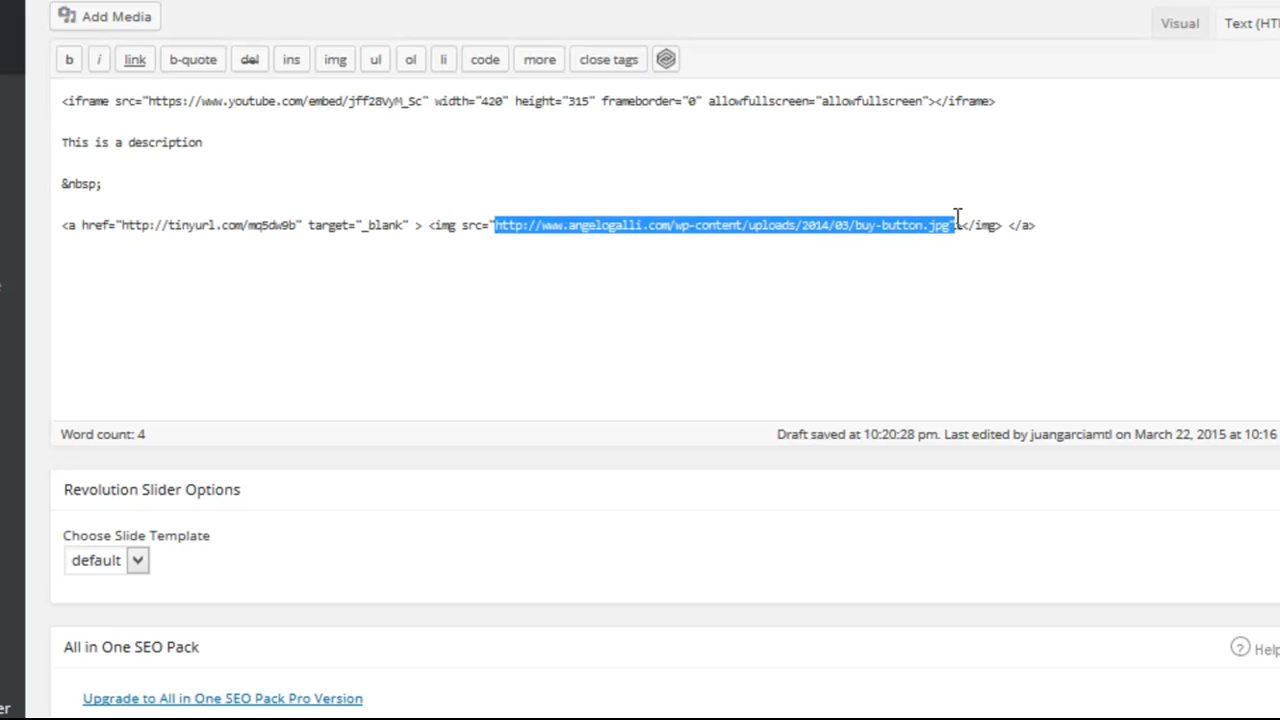 Add Media
Visual Text (HT
b i link b-quote del ins img ul ol li code more close tags
<iframe src="https://www.youtube.com/embed/jff28VyM_Sc" width="420" height="315" frameborder="0" allowfullscreen="allowfullscreen"></iframe>
This is a description
&nbsp;
<a href="http://tinyurl.com/mq5dw9b" target="_blank" > <img src="http://www.angelogalli.com/wp-content/uploads/2014/03/buy-button.jpg"></img> </a>
Word count: 4
Draft saved at 10:20:28 pm. Last edited by juangarciamtl on March 22, 2015 at 10:16
Revolution Slider Options
Choose Slide Template
default
All in One SEO Pack
Help
Upgrade to All in One SEO Pack Pro Version
er